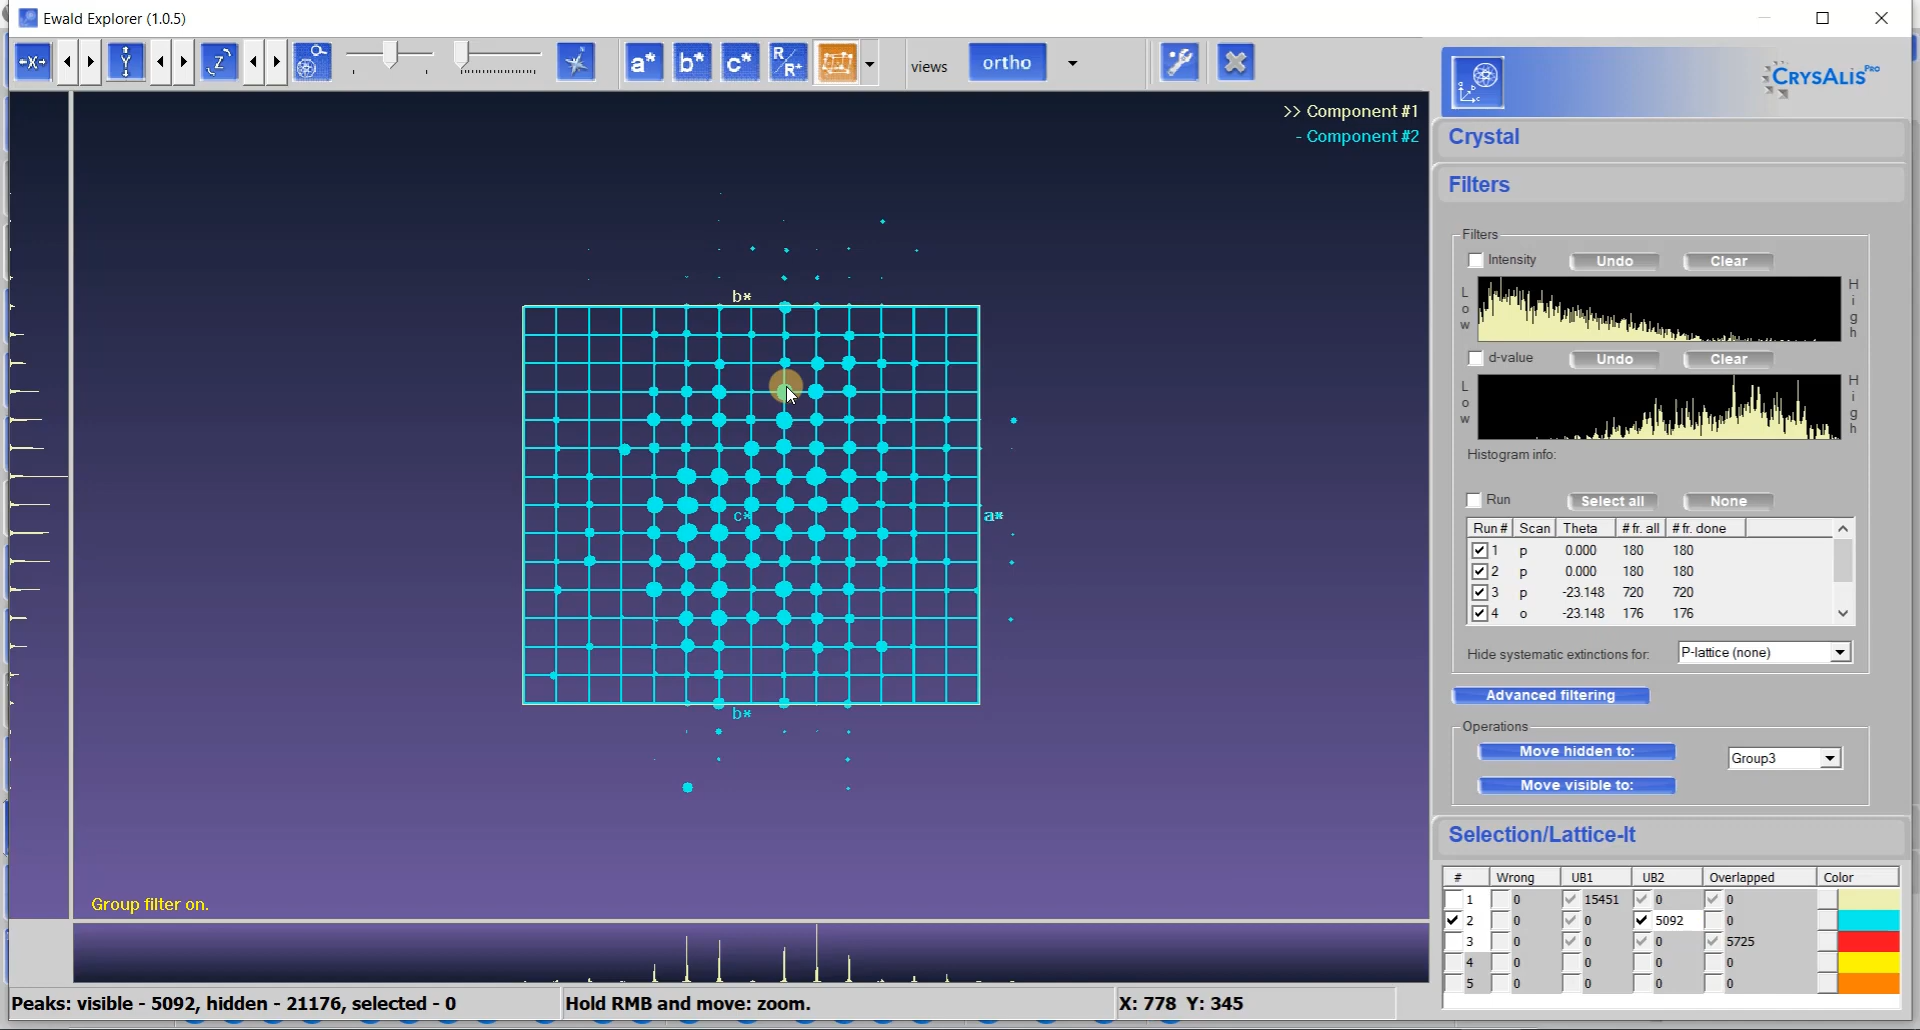 Ewald Explorer (1.0.5)
X Y Z a* b* c* R/R* views ortho
CRYSALIS PRO
>> Component #1
- Component #2
Crystal
Filters
Filters
Intensity Undo Clear
Low High
d-value Undo Clear
Low High
Histogram info:
Run Select all None
Run # Scan Theta # fr. all # fr. done
1 p 0.000 180 180
2 p 0.000 180 180
3 p -23.148 720 720
4 o -23.148 176 176
Hide systematic extinctions for: P-lattice (none)
Advanced filtering
Operations
Move hidden to: Group3
Move visible to:
Selection/Lattice-It
# Wrong UB1 UB2 Overlapped Color
1 0 15451 0 0
2 0 0 5092 0
3 0 0 0 5725
4 0 0 0 0
5 0 0 0 0
b*
c*
a*
b*
Group filter on.
Peaks: visible - 5092, hidden - 21176, selected - 0 Hold RMB and move: zoom. X: 778 Y: 345